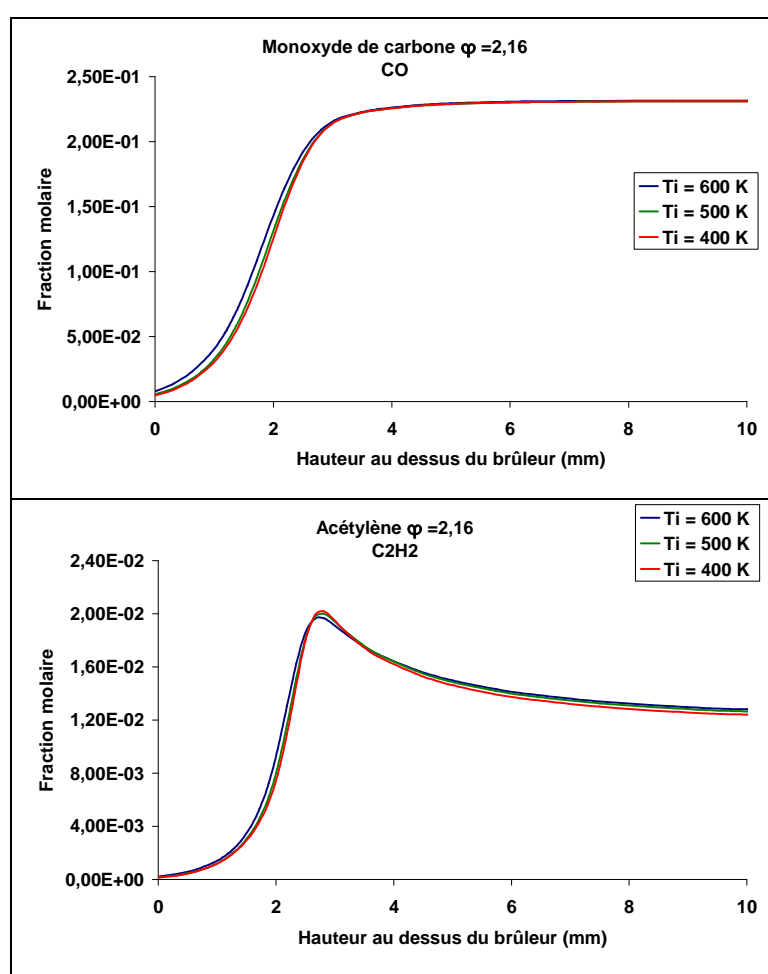 Monoxyde de carbone φ =2,16
CO
2,50E-01
2,00E-01
1,50E-01
1,00E-01
5,00E-02
0,00E+00
Fraction molaire
Ti = 600 K
Ti = 500 K
Ti = 400 K
0 2 4 6 8 10
Hauteur au dessus du brûleur (mm)
Acétylène φ =2,16
C2H2
Ti = 600 K
Ti = 500 K
Ti = 400 K
2,40E-02
2,00E-02
1,60E-02
1,20E-02
8,00E-03
4,00E-03
0,00E+00
Fraction molaire
0 2 4 6 8 10
Hauteur au dessus du brûleur (mm)